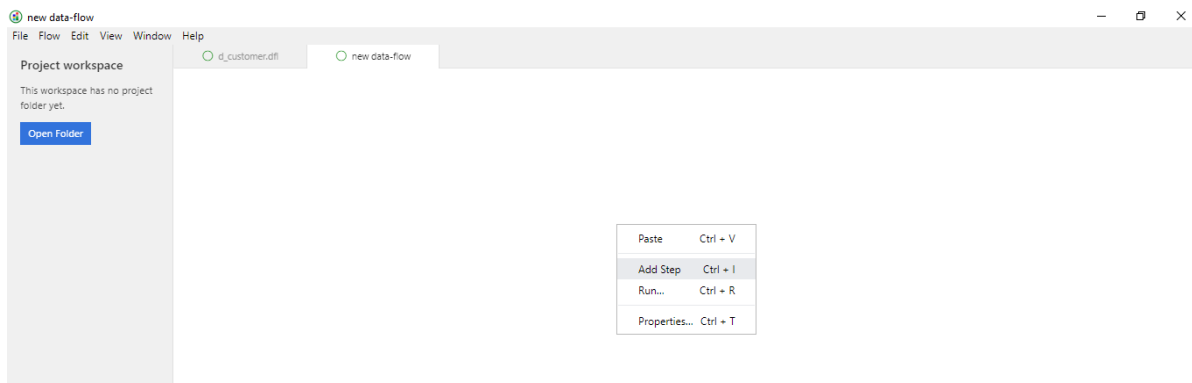 new data-flow
File Flow Edit View Window Help
Project workspace
This workspace has no project
folder yet.
Open Folder
d_customer.dfl
new data-flow
Paste Ctrl + V
Add Step Ctrl + I
Run... Ctrl + R
Properties... Ctrl + T